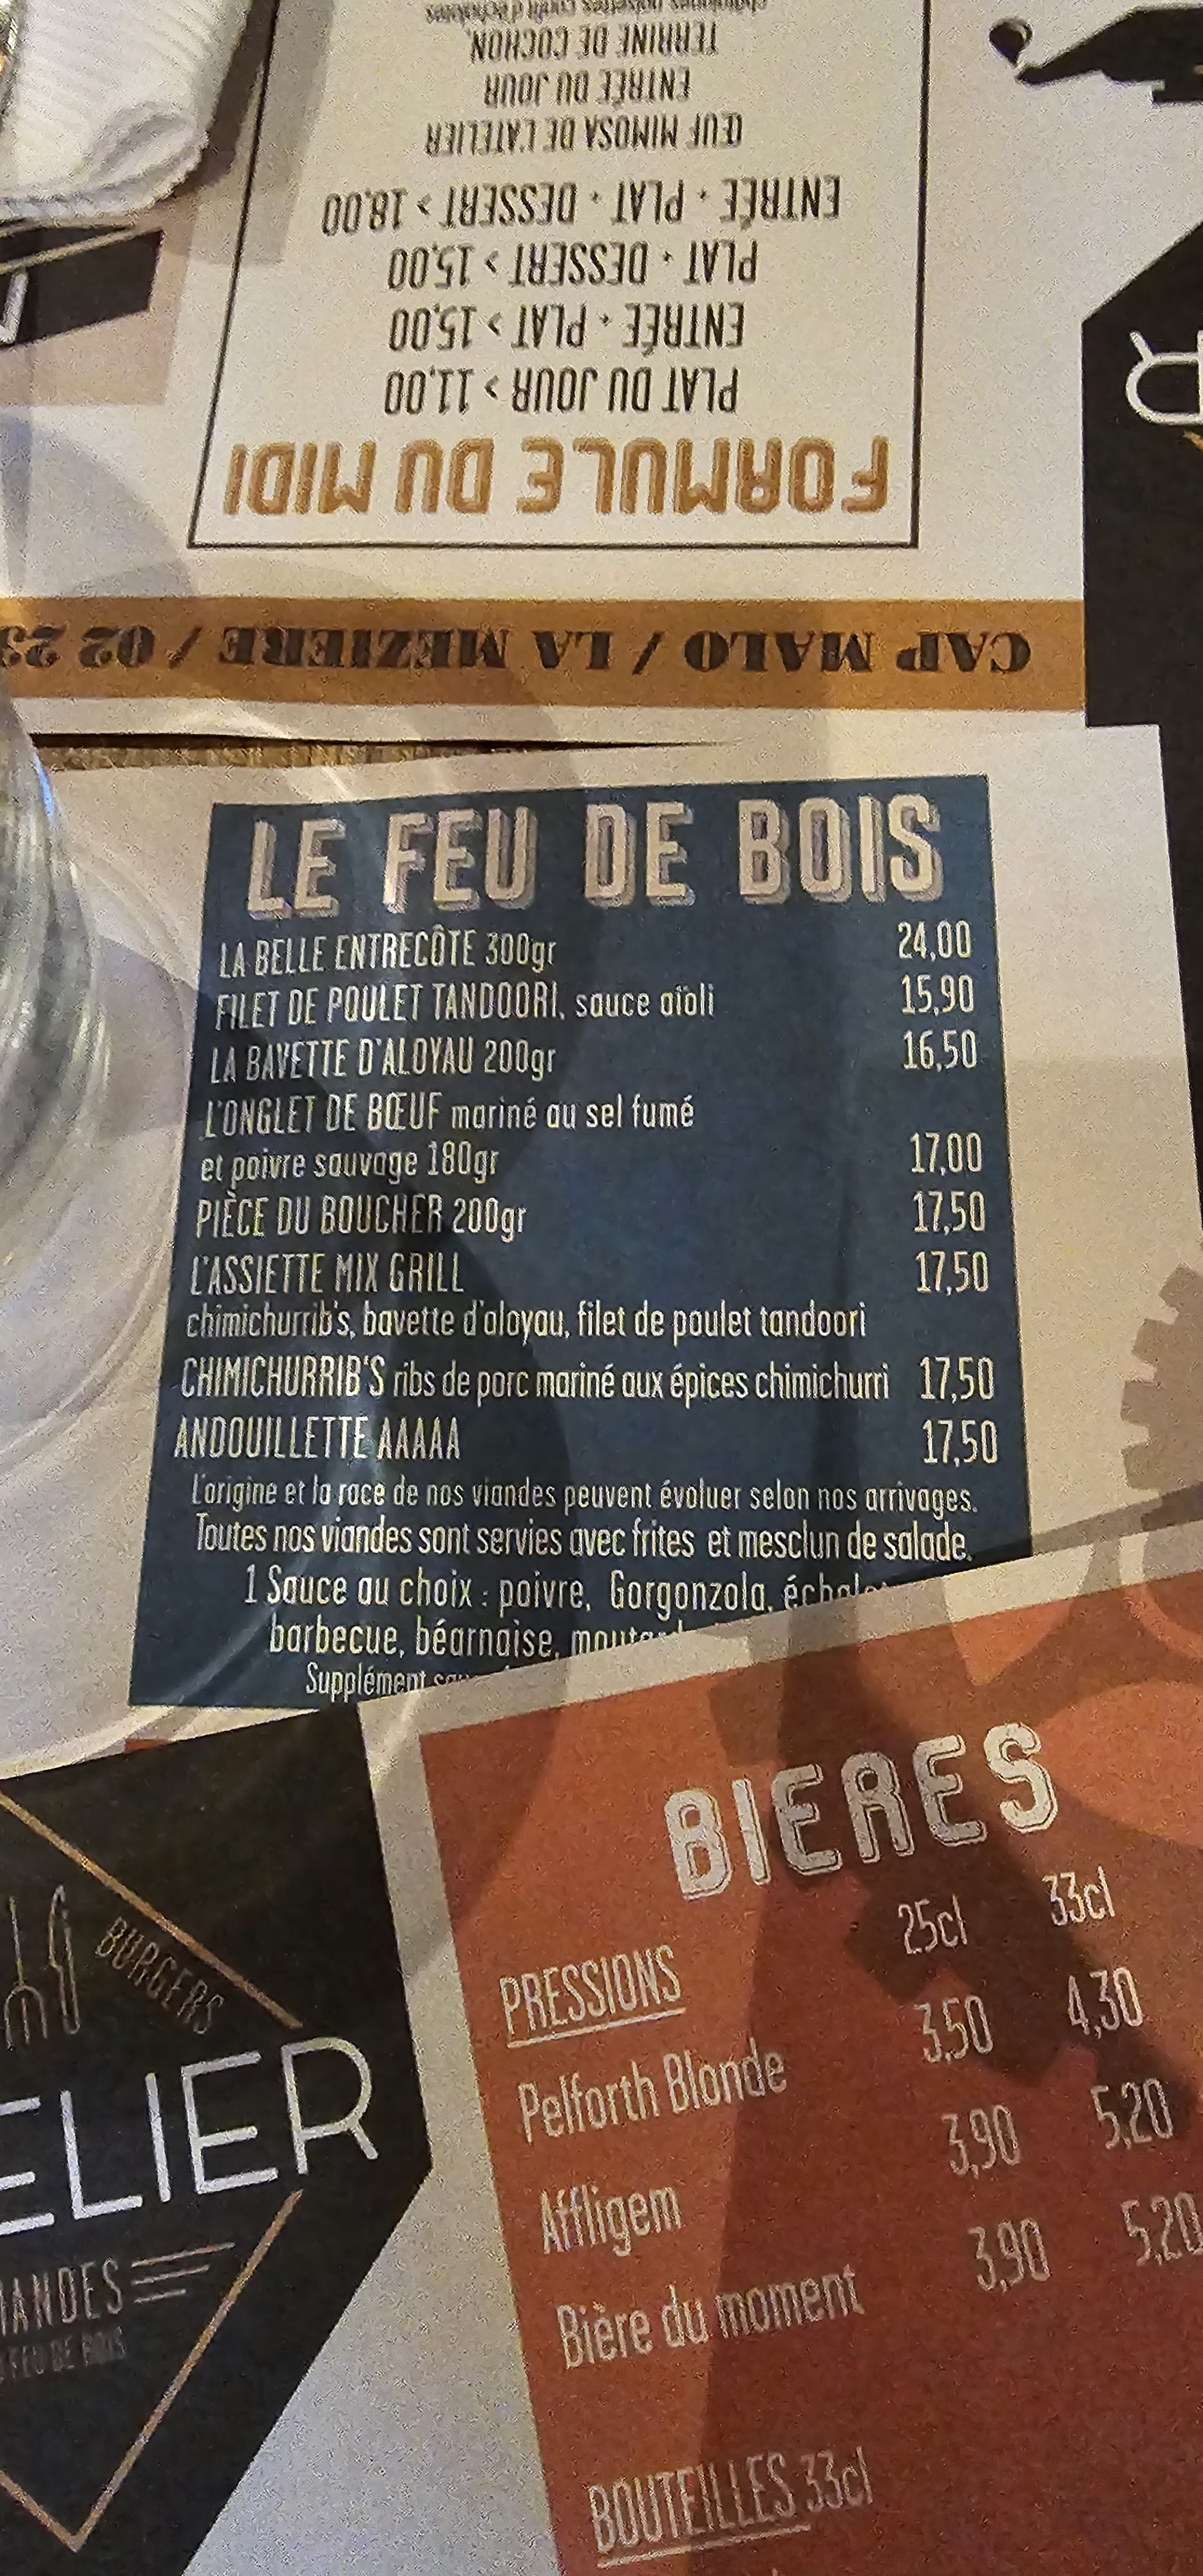 FORMULE DU MIDI
PLAT DU JOUR > 11,00
ENTRÉE + PLAT > 15,00
PLAT + DESSERT > 15,00
ENTRÉE + PLAT + DESSERT > 18,00
ŒUF MIMOSA DE L'ATELIER
ENTRÉE DU JOUR
TERRINE DE COCHON,
CAP MALO / LA MEZIERE / 02 23
LE FEU DE BOIS
LA BELLE ENTRECÔTE 300gr 24,00
FILET DE POULET TANDOORI, sauce aïoli 15,90
LA BAVETTE D'ALOYAU 200gr 16,50
L'ONGLET DE BŒUF mariné au sel fumé
et poivre sauvage 180gr 17,00
PIÈCE DU BOUCHER 200gr 17,50
L'ASSIETTE MIX GRILL 17,50
chimichurrib's, bavette d'aloyau, filet de poulet tandoori
CHIMICHURRIB'S ribs de porc mariné aux épices chimichurri 17,50
ANDOUILLETTE AAAAA 17,50
L'origine et la race de nos viandes peuvent évoluer selon nos arrivages.
Toutes nos viandes sont servies avec frites et mesclun de salade.
1 Sauce au choix : poivre, Gorgonzola,
barbecue, béarnaise,
Supplément
BURGERS
ELIER
IANDES
FEU DE BOIS
BIERES
25cl 33cl
PRESSIONS
Pelforth Blonde 3,50 4,30
Affligem 3,90 5,20
Bière du moment 3,90 5,20
BOUTEILLES 33cl